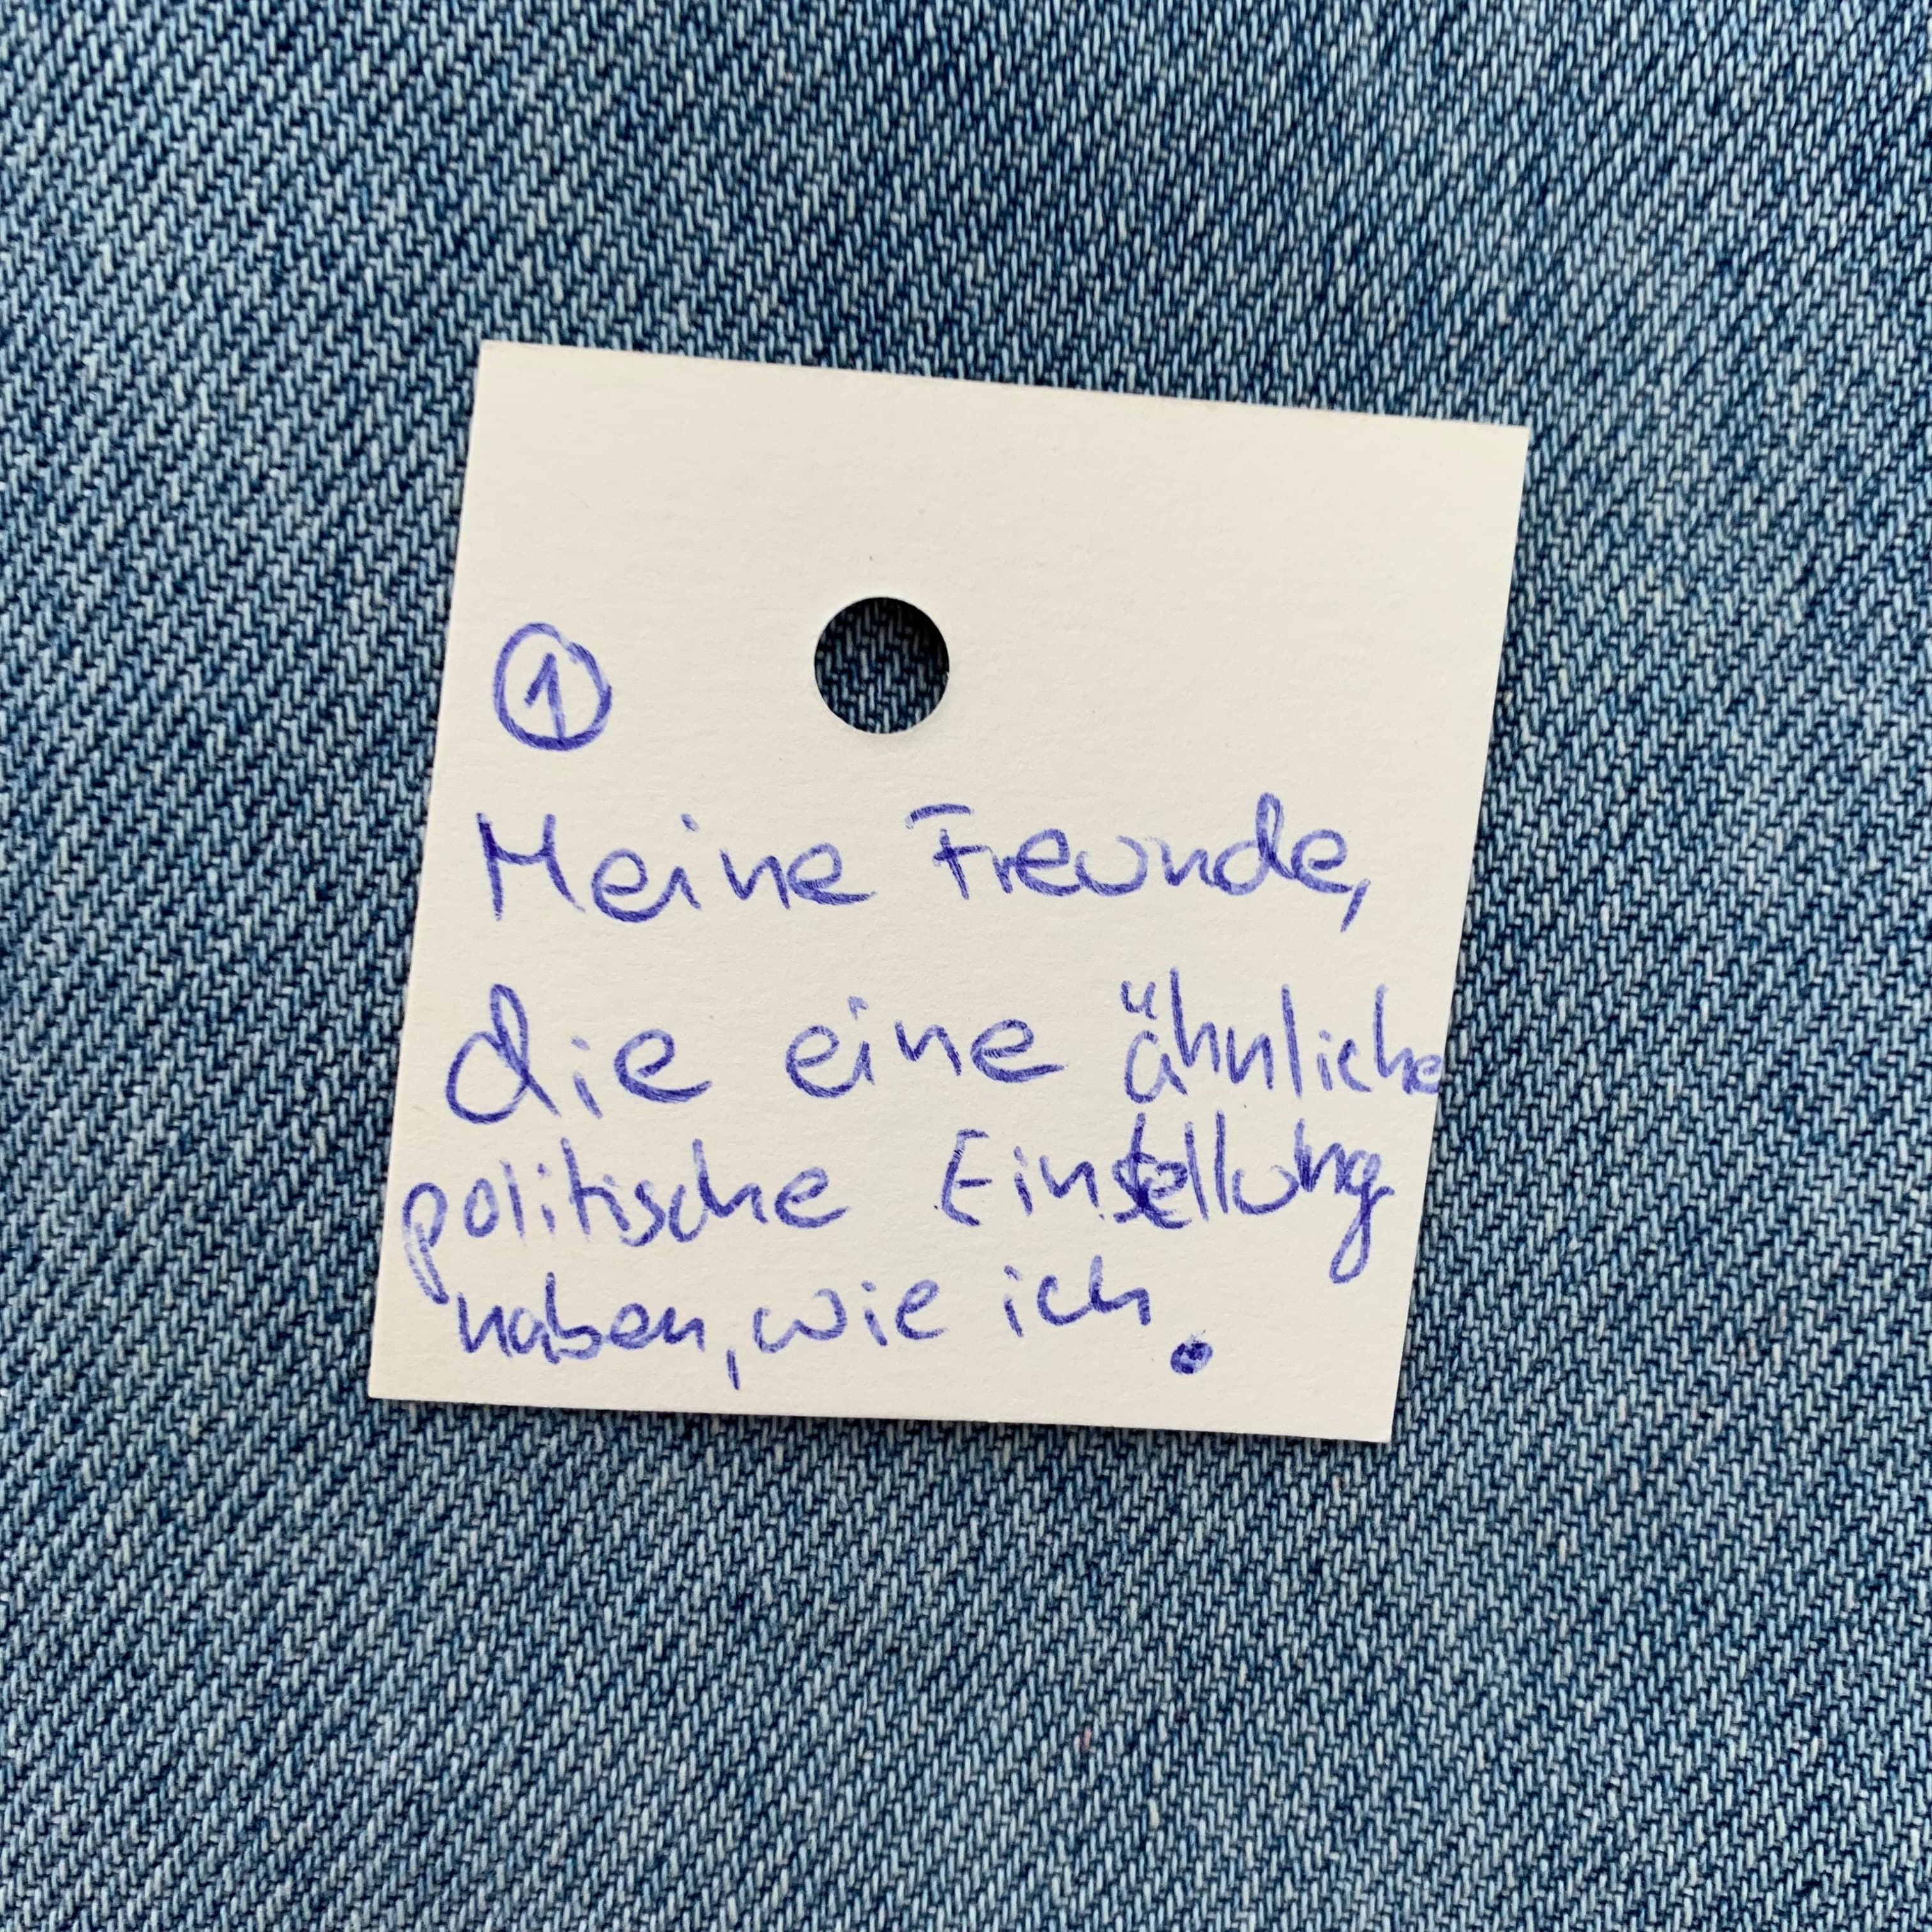 ①
Meine Freunde,
die eine ähnliche
politische Einstellung
haben, wie ich.